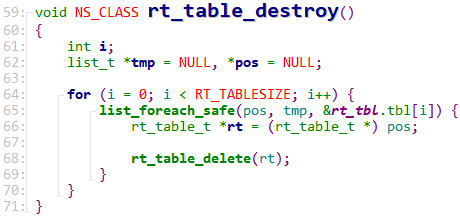 59: void NS_CLASS rt_table_destroy()
60: {
61:     int i;
62:     list_t *tmp = NULL, *pos = NULL;
63:
64:     for (i = 0; i < RT_TABLESIZE; i++) {
65:         list_foreach_safe(pos, tmp, &rt_tbl.tbl[i]) {
66:             rt_table_t *rt = (rt_table_t *) pos;
67:
68:             rt_table_delete(rt);
69:         }
70:     }
71: }